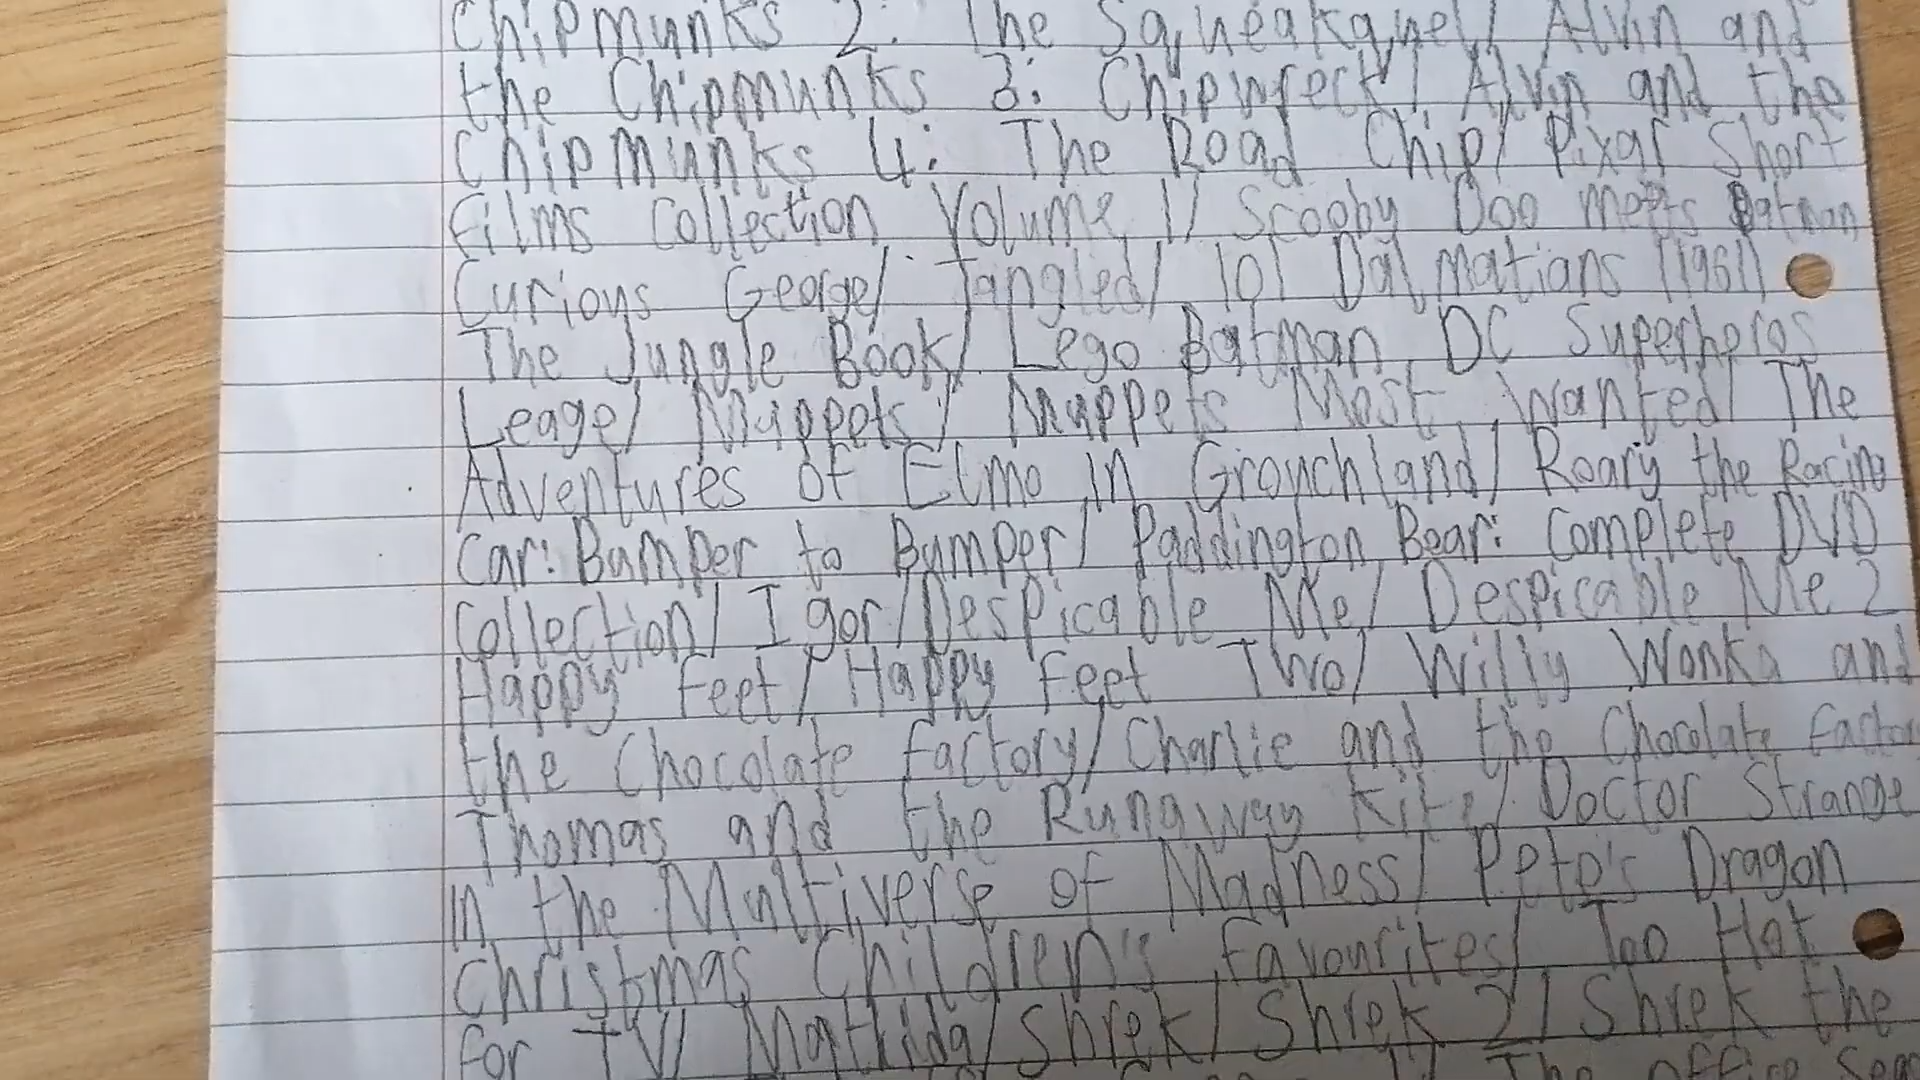 Chipmunks 2: The Squeakquel/ Alvin and
the Chipmunks 3: Chipwreck/ Alvin and the
Chipmunks 4: The Road Chip/ Pixar Short
Films Collection Volume 1/ Scooby Doo meets Batman
Curious George/ Tangled/ 101 Dalmatians (1961)
The Jungle Book/ Lego Batman DC Superheros
Leage/ Muppets/ Muppets Most Wanted/ The
Adventures of Elmo in Grouchland/ Roary the Racing
Car: Bumper to Bumper/ Paddington Bear: Complete DVD
Collection/ Igor/ Despicable Me/ Despicable Me 2
Happy Feet/ Happy Feet Two/ Willy Wonka and
the Chocolate Factory/ Charlie and the Chocolate Facto
Thomas and the Runaway Kite/ Doctor Strange
in the Multiverse of Madness/ Pete's Dragon
Christmas Children's Favourites/ Too Hot
for TV/ Matilda/ Shrek/ Shrek 2/ Shrek the
The Office